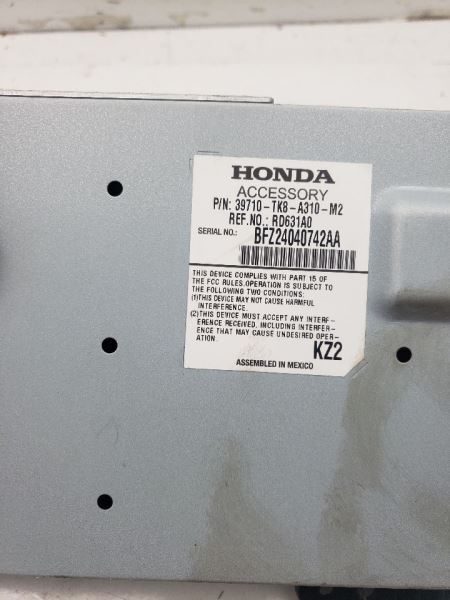 HONDA
ACCESSORY
P/N: 39710-TK8-A310-M2
REF.NO.: RD631A0
SERIAL NO.: BFZ24040742AA
THIS DEVICE COMPLIES WITH PART 15 OF
THE FCC RULES.OPERATION IS SUBJECT TO
THE FOLLOWING TWO CONDITIONS:
(1)THIS DEVICE MAY NOT CAUSE HARMFUL
INTERFERENCE.
(2)THIS DEVICE MUST ACCEPT ANY INTERF-
ERENCE RECEIVED, INCLUDING INTERFER-
ENCE THAT MAY CAUSE UNDESIRED OPER-
ATION.
KZ2
ASSEMBLED IN MEXICO